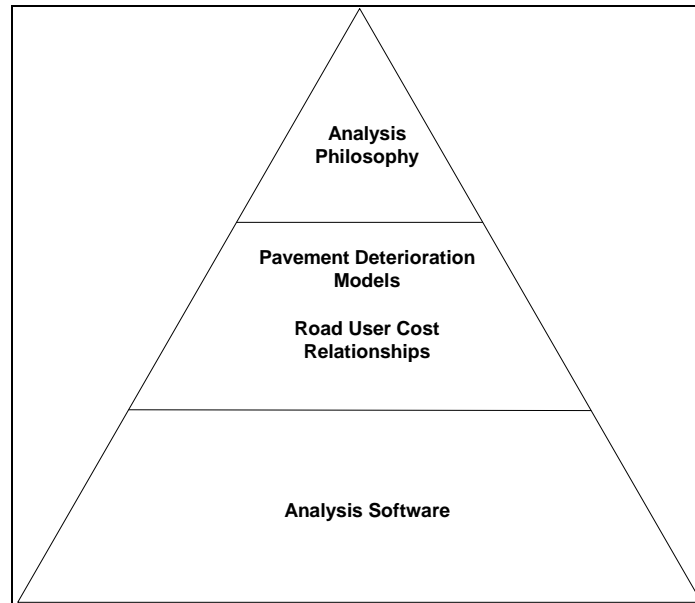 Analysis
Philosophy
Pavement Deterioration
Models
Road User Cost
Relationships
Analysis Software